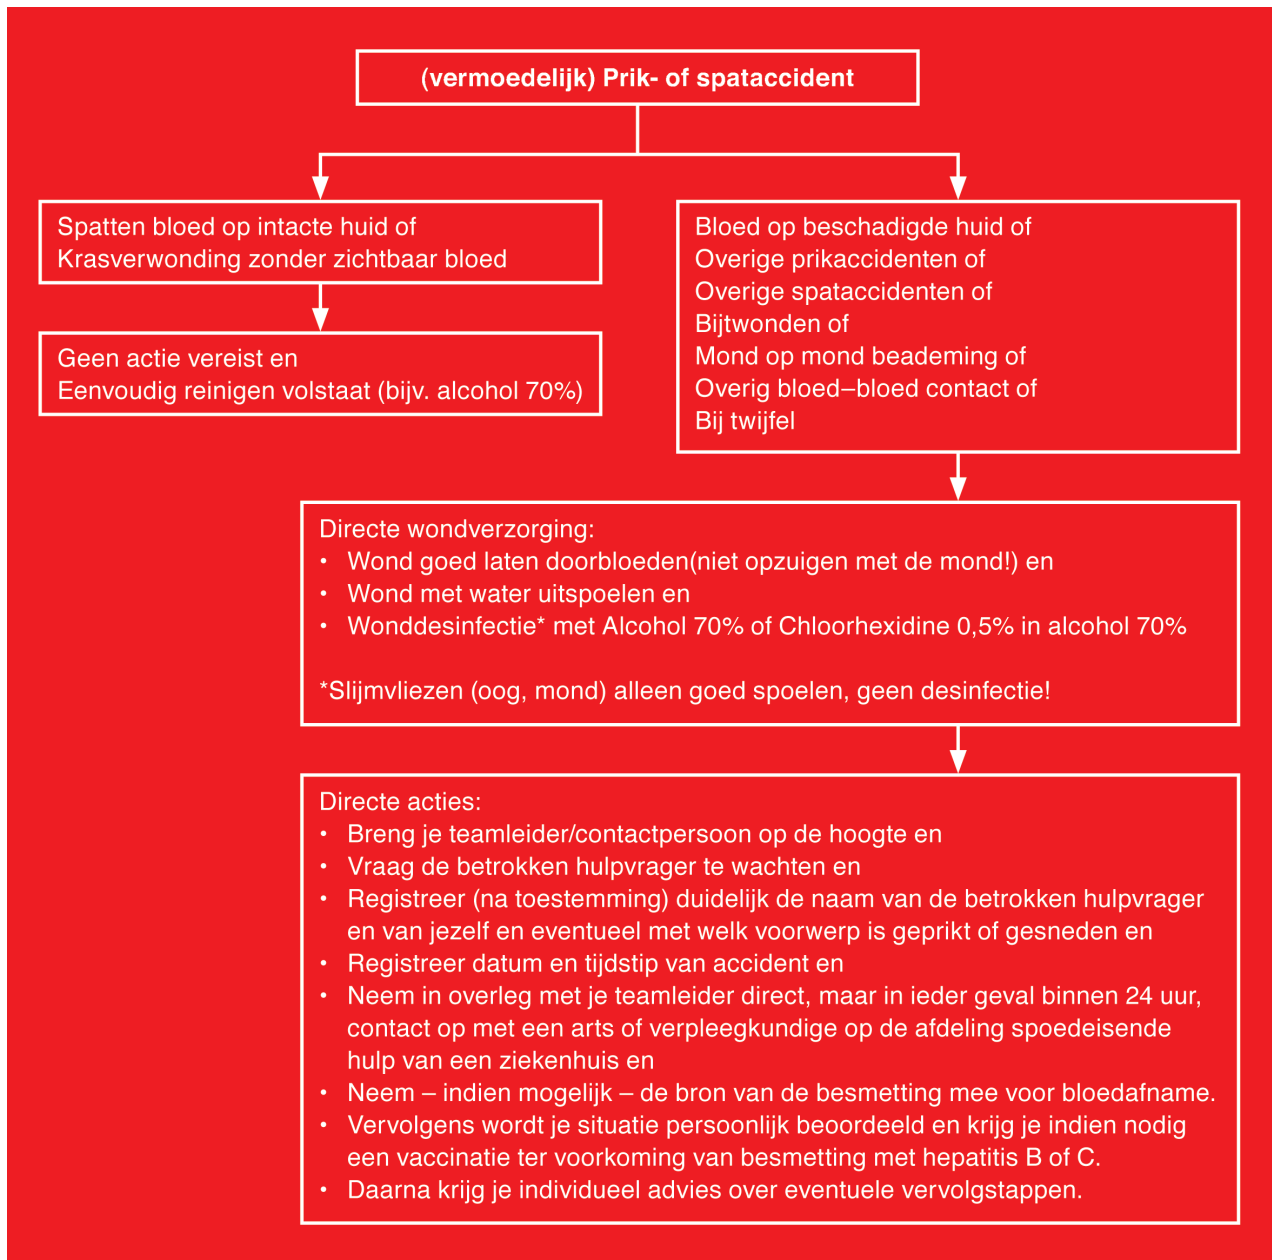 (vermoedelijk) Prik- of spataccident
Spatten bloed op intacte huid of
Krasverwonding zonder zichtbaar bloed
Geen actie vereist en
Eenvoudig reinigen volstaat (bijv. alcohol 70%)
Bloed op beschadigde huid of
Overige prikaccidenten of
Overige spataccidenten of
Bijtwonden of
Mond op mond beademing of
Overig bloed–bloed contact of
Bij twijfel
Directe wondverzorging:
• Wond goed laten doorbloeden(niet opzuigen met de mond!) en
• Wond met water uitspoelen en
• Wonddesinfectie* met Alcohol 70% of Chloorhexidine 0,5% in alcohol 70%
*Slijmvliezen (oog, mond) alleen goed spoelen, geen desinfectie!
Directe acties:
• Breng je teamleider/contactpersoon op de hoogte en
• Vraag de betrokken hulpvrager te wachten en
• Registreer (na toestemming) duidelijk de naam van de betrokken hulpvrager
en van jezelf en eventueel met welk voorwerp is geprikt of gesneden en
• Registreer datum en tijdstip van accident en
• Neem in overleg met je teamleider direct, maar in ieder geval binnen 24 uur,
contact op met een arts of verpleegkundige op de afdeling spoedeisende
hulp van een ziekenhuis en
• Neem – indien mogelijk – de bron van de besmetting mee voor bloedafname.
• Vervolgens wordt je situatie persoonlijk beoordeeld en krijg je indien nodig
een vaccinatie ter voorkoming van besmetting met hepatitis B of C.
• Daarna krijg je individueel advies over eventuele vervolgstappen.